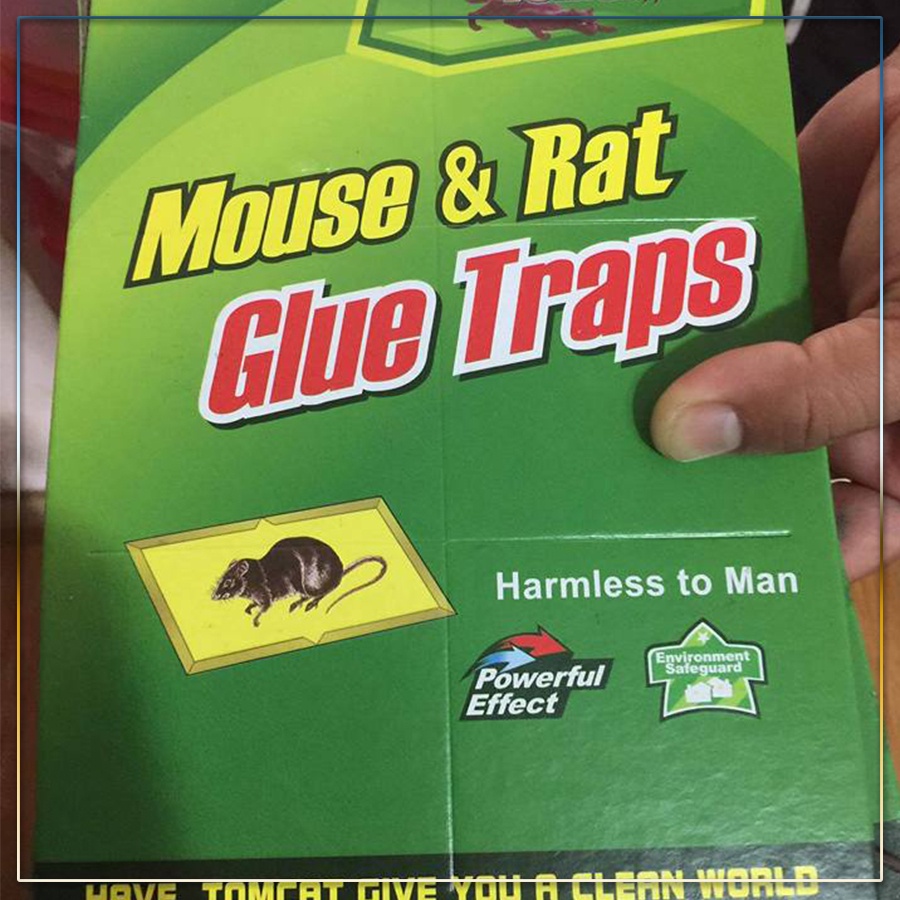 Mouse & Rat
Glue Traps
Harmless to Man
Powerful
Effect
Environment
Safeguard
HAVE TOMCAT GIVE YOU A CLEAN WORLD